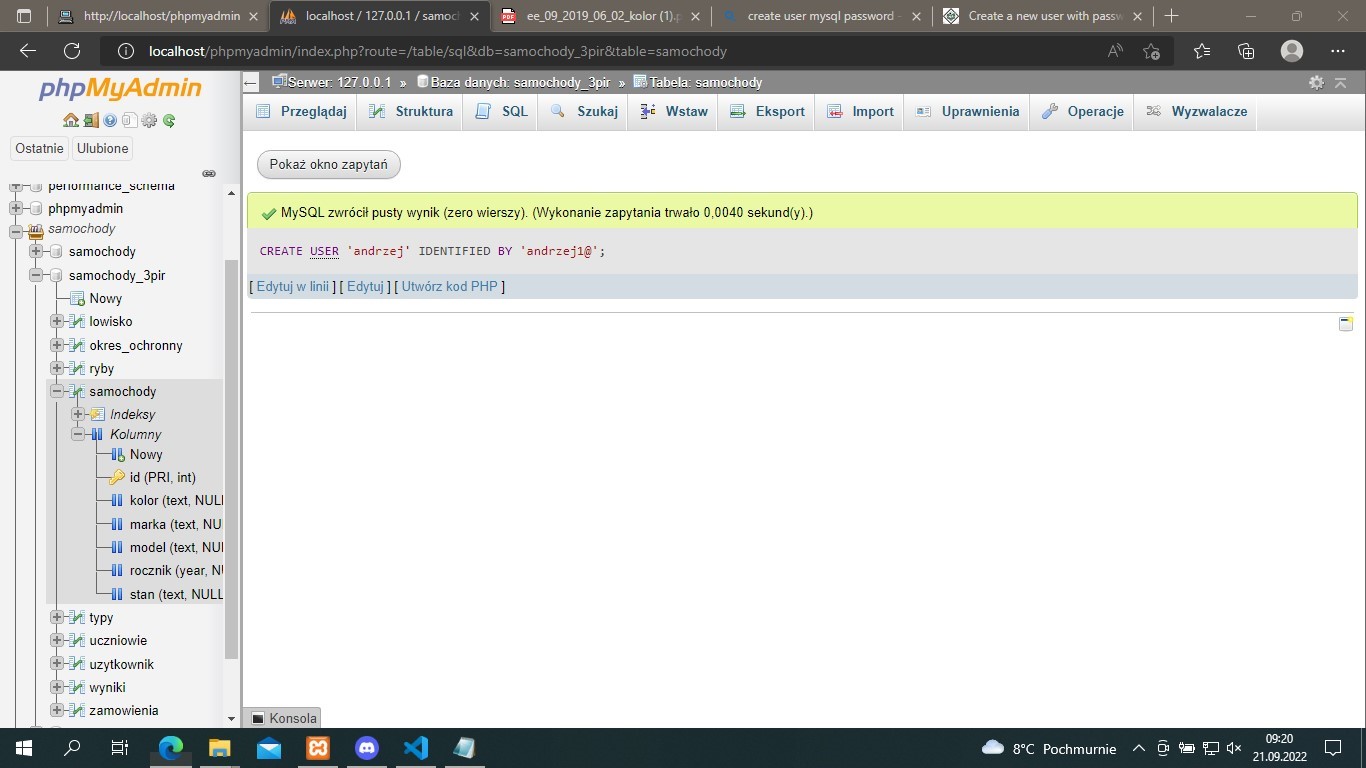 http://localhost/phpmyadmin
localhost / 127.0.0.1 / samoch
ee_09_2019_06_02_kolor (1).p
create user mysql password -
Create a new user with passw
localhost/phpmyadmin/index.php?route=/table/sql&db=samochody_3pir&table=samochody
phpMyAdmin
Serwer: 127.0.0.1 » Baza danych: samochody_3pir » Tabela: samochody
Przeglądaj Struktura SQL Szukaj Wstaw Eksport Import Uprawnienia Operacje Wyzwalacze
Ostatnie Ulubione
Pokaż okno zapytań
performance_schema
phpmyadmin
samochody
samochody
samochody_3pir
Nowy
lowisko
okres_ochronny
ryby
samochody
Indeksy
Kolumny
Nowy
id (PRI, int)
kolor (text, NULL
marka (text, NU
model (text, NUL
rocznik (year, N
stan (text, NULL
typy
uczniowie
uzytkownik
wyniki
zamowienia
MySQL zwrócił pusty wynik (zero wierszy). (Wykonanie zapytania trwało 0,0040 sekund(y).)
CREATE USER 'andrzej' IDENTIFIED BY 'andrzej1@';
[ Edytuj w linii ] [ Edytuj ] [ Utwórz kod PHP ]
Konsola
8°C Pochmurnie
09:20
21.09.2022